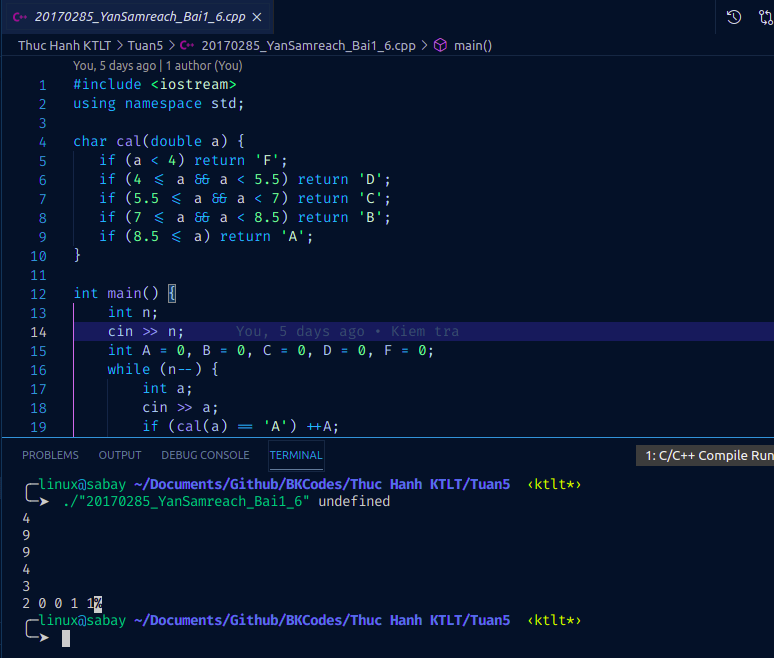 20170285_YanSamreach_Bai1_6.cpp
Thuc Hanh KTLT > Tuan5 > 20170285_YanSamreach_Bai1_6.cpp > main()
You, 5 days ago | 1 author (You)
1 #include <iostream>
2 using namespace std;
3
4 char cal(double a) {
5 if (a < 4) return 'F';
6 if (4 <= a && a < 5.5) return 'D';
7 if (5.5 <= a && a < 7) return 'C';
8 if (7 <= a && a < 8.5) return 'B';
9 if (8.5 <= a) return 'A';
10 }
11
12 int main() {
13 int n;
14 cin >> n; You, 5 days ago • Kiem tra
15 int A = 0, B = 0, C = 0, D = 0, F = 0;
16 while (n--) {
17 int a;
18 cin >> a;
19 if (cal(a) == 'A') ++A;
PROBLEMS OUTPUT DEBUG CONSOLE TERMINAL 1: C/C++ Compile Run
linux@sabay ~/Documents/Github/BKCodes/Thuc Hanh KTLT/Tuan5 ‹ktlt*›
./"20170285_YanSamreach_Bai1_6" undefined
4
9
9
4
3
2 0 0 1 1%
linux@sabay ~/Documents/Github/BKCodes/Thuc Hanh KTLT/Tuan5 ‹ktlt*›